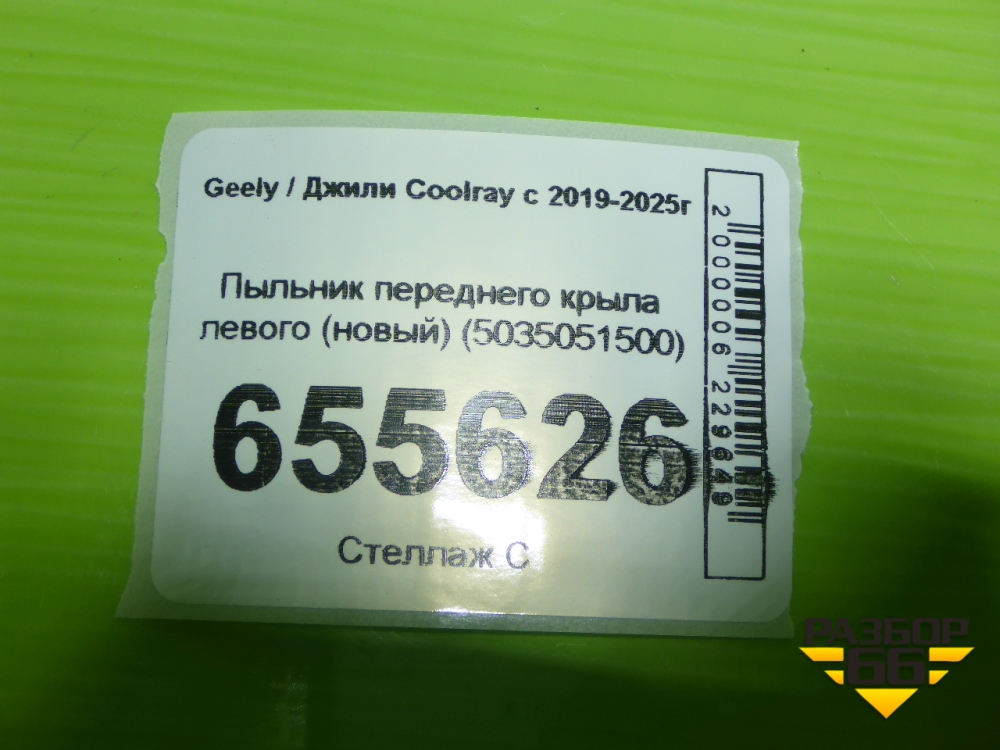 Geely / Джили Coolray с 2019-2025г
Пыльник переднего крыла
левого (новый) (5035051500)
655626
Стеллаж С
2000006229649
РАЗБОР
66